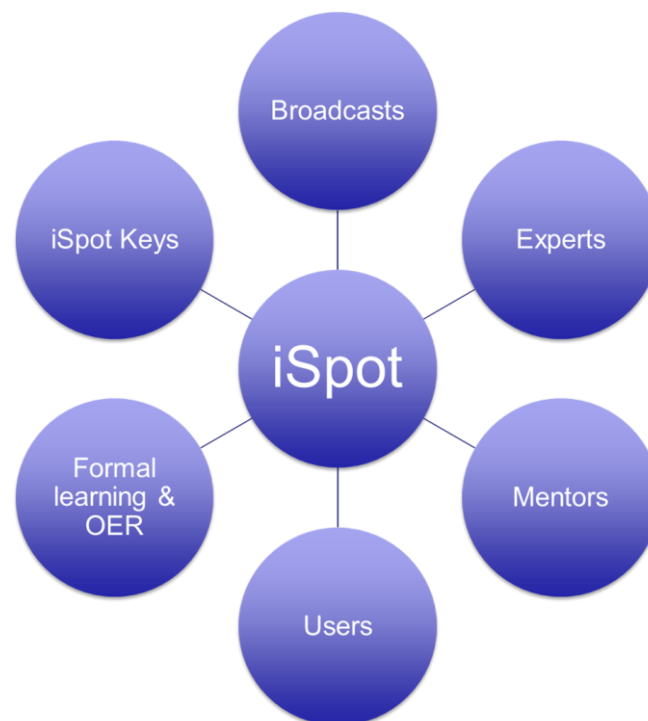 Broadcasts
iSpot Keys
Experts
iSpot
Formal
learning &
OER
Mentors
Users